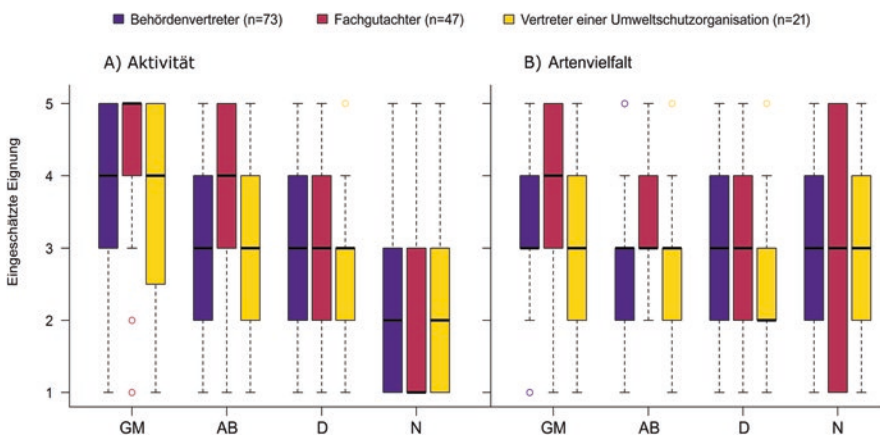 Behördenvertreter (n=73) Fachgutachter (n=47) Vertreter einer Umweltschutzorganisation (n=21)
A) Aktivität B) Artenvielfalt
Eingeschätzte Eignung
5
4
3
2
1
GM AB D N GM AB D N